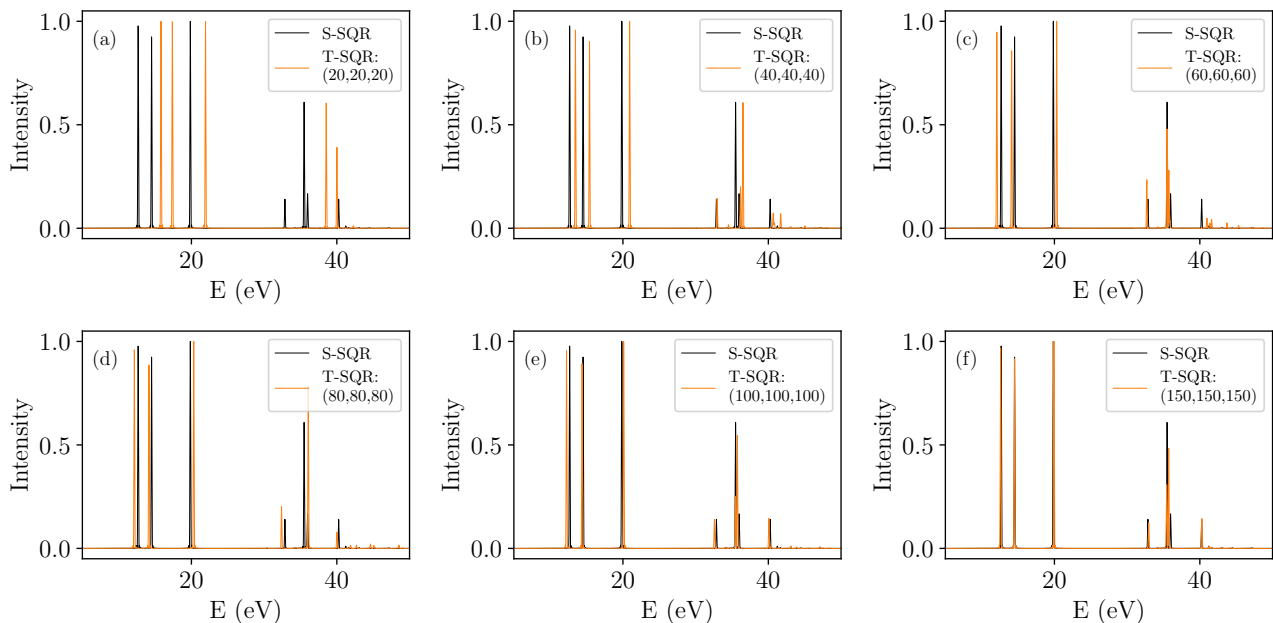 (a)
S-SQR
T-SQR:
(20,20,20)
Intensity
1.0
0.5
0.0
20
40
E (eV)
(b)
S-SQR
T-SQR:
(40,40,40)
Intensity
1.0
0.5
0.0
20
40
E (eV)
(c)
S-SQR
T-SQR:
(60,60,60)
Intensity
1.0
0.5
0.0
20
40
E (eV)
(d)
S-SQR
T-SQR:
(80,80,80)
Intensity
1.0
0.5
0.0
20
40
E (eV)
(e)
S-SQR
T-SQR:
(100,100,100)
Intensity
1.0
0.5
0.0
20
40
E (eV)
(f)
S-SQR
T-SQR:
(150,150,150)
Intensity
1.0
0.5
0.0
20
40
E (eV)